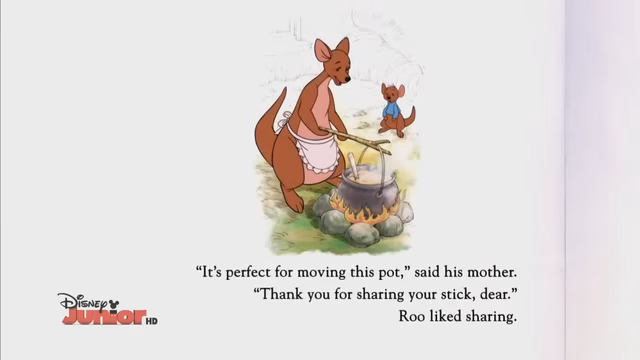 “It’s perfect for moving this pot,” said his mother.
“Thank you for sharing your stick, dear.”
Roo liked sharing.
Disney
Junior HD